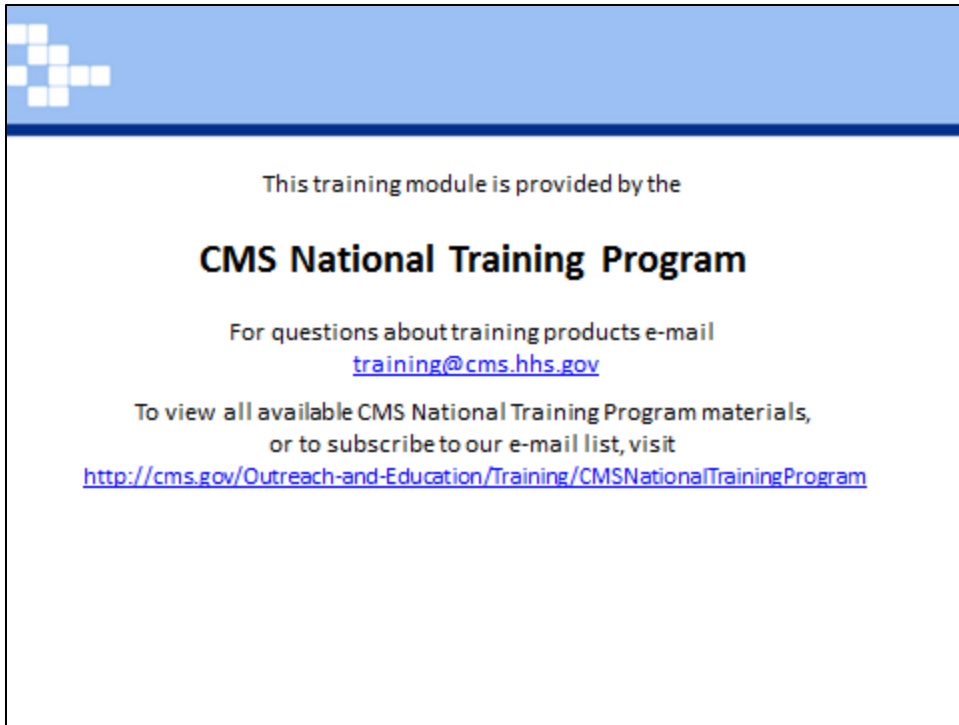 This training module is provided by the
CMS National Training Program
For questions about training products e-mail
training@cms.hhs.gov
To view all available CMS National Training Program materials,
or to subscribe to our e-mail list, visit
http://cms.gov/Outreach-and-Education/Training/CMSNationalTrainingProgram